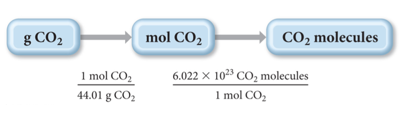 g CO₂ mol CO₂ CO₂ molecules
1 mol CO₂ 6.022 × 10²³ CO₂ molecules
44.01 g CO₂ 1 mol CO₂